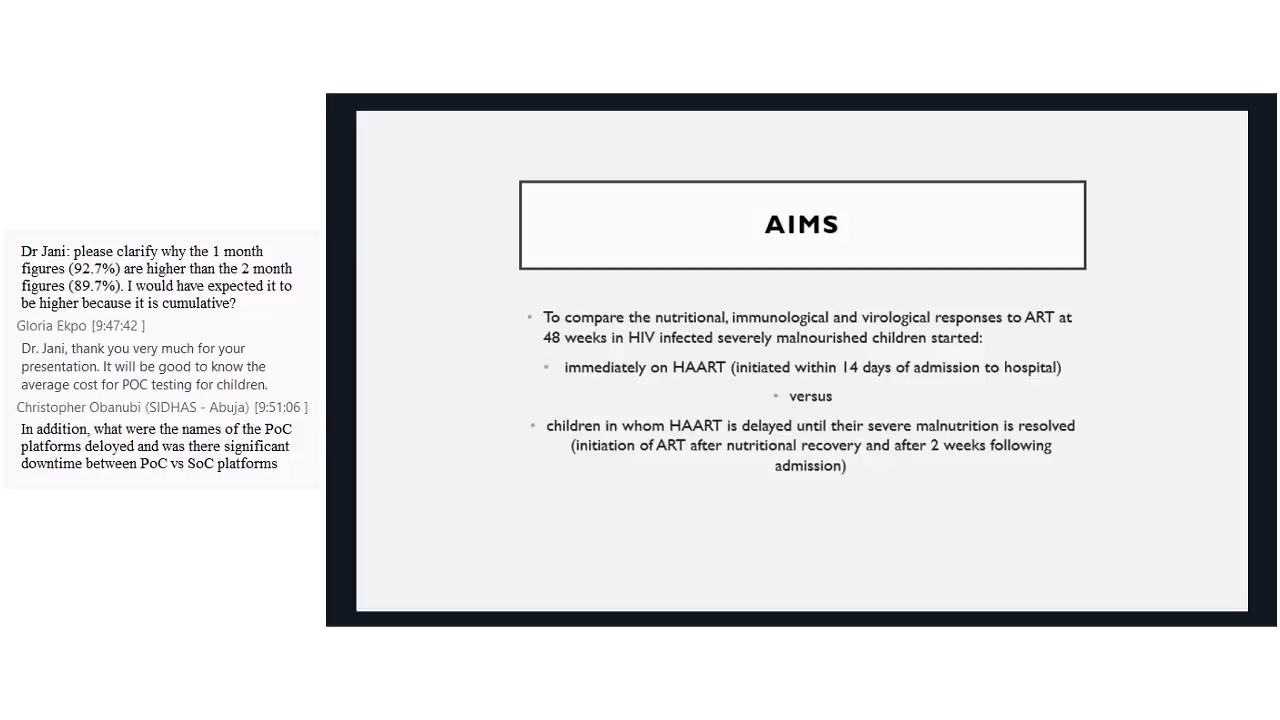 Dr Jani: please clarify why the 1 month
figures (92.7%) are higher than the 2 month
figures (89.7%). I would have expected it to
be higher because it is cumulative?
Gloria Ekpo [9:47:42 ]
Dr. Jani, thank you very much for your
presentation. It will be good to know the
average cost for POC testing for children.
Christopher Obanubi (SIDHAS - Abuja) [9:51:06 ]
In addition, what were the names of the PoC
platforms deloyed and was there significant
downtime between PoC vs SoC platforms
AIMS
• To compare the nutritional, immunological and virological responses to ART at
48 weeks in HIV infected severely malnourished children started:
• immediately on HAART (initiated within 14 days of admission to hospital)
• versus
• children in whom HAART is delayed until their severe malnutrition is resolved
(initiation of ART after nutritional recovery and after 2 weeks following
admission)